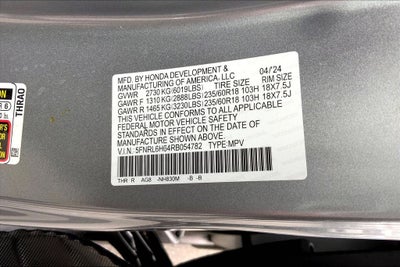 MFD. BY HONDA DEVELOPMENT &
MANUFACTURING OF AMERICA, LLC 04/24
GVWR 2730 KG(6019LBS) TIRE SIZE RIM SIZE
GAWR F 1310 KG(2888LBS) 235/60R18 103H 18X7.5J
GAWR R 1465 KG(3230LBS) 235/60R18 103H 18X7.5J
THIS VEHICLE CONFORMS TO ALL APPLICABLE
FEDERAL MOTOR VEHICLE SAFETY
STANDARDS IN EFFECT ON THE DATE OF
MANUFACTURE SHOWN ABOVE.
V.I.N.: 5FNRL6H64RB054782 TYPE:MPV
THR R AG8 -NH830M -B -B
THRAO